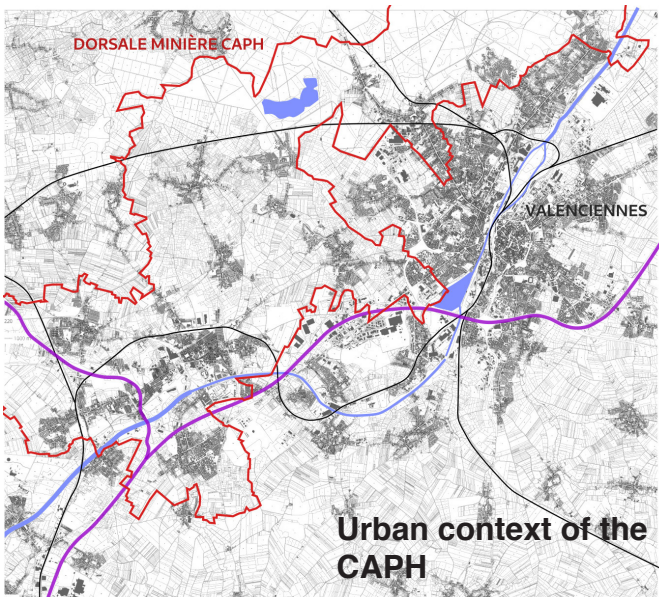 DORSALE MINIÈRE CAPH
VALENCIENNES
Urban context of the
CAPH